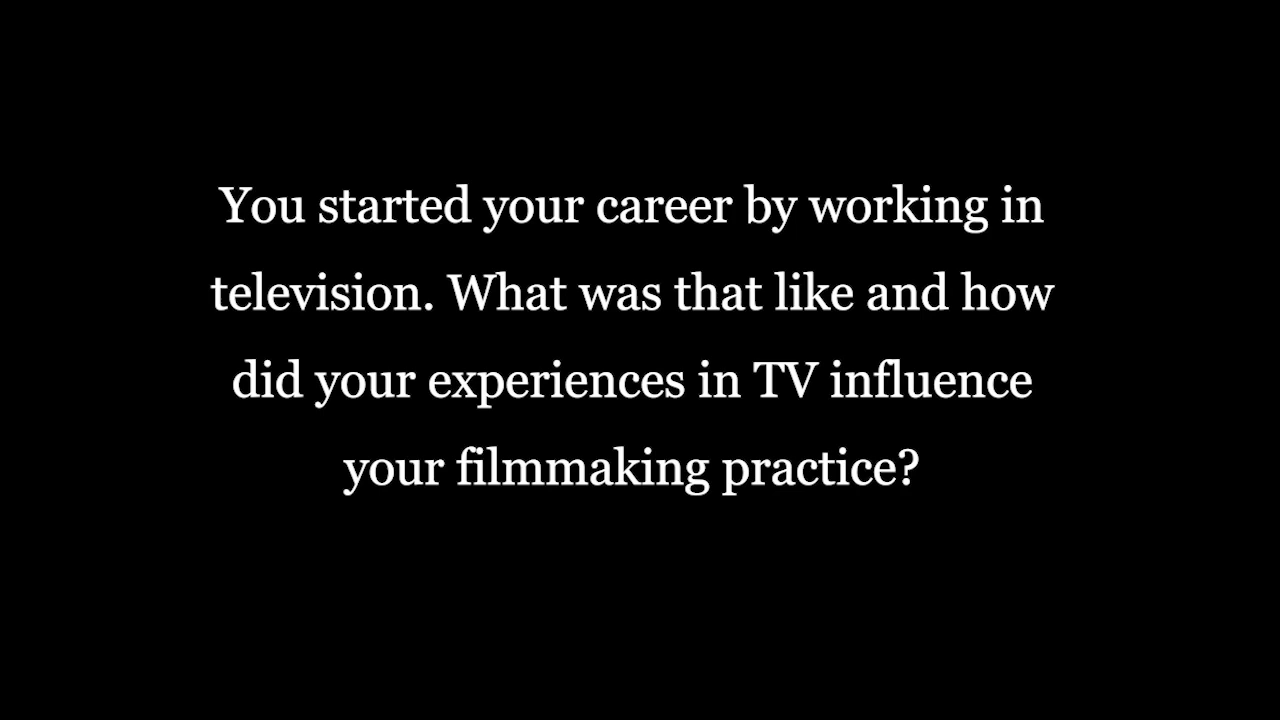 You started your career by working in
television. What was that like and how
did your experiences in TV influence
your filmmaking practice?